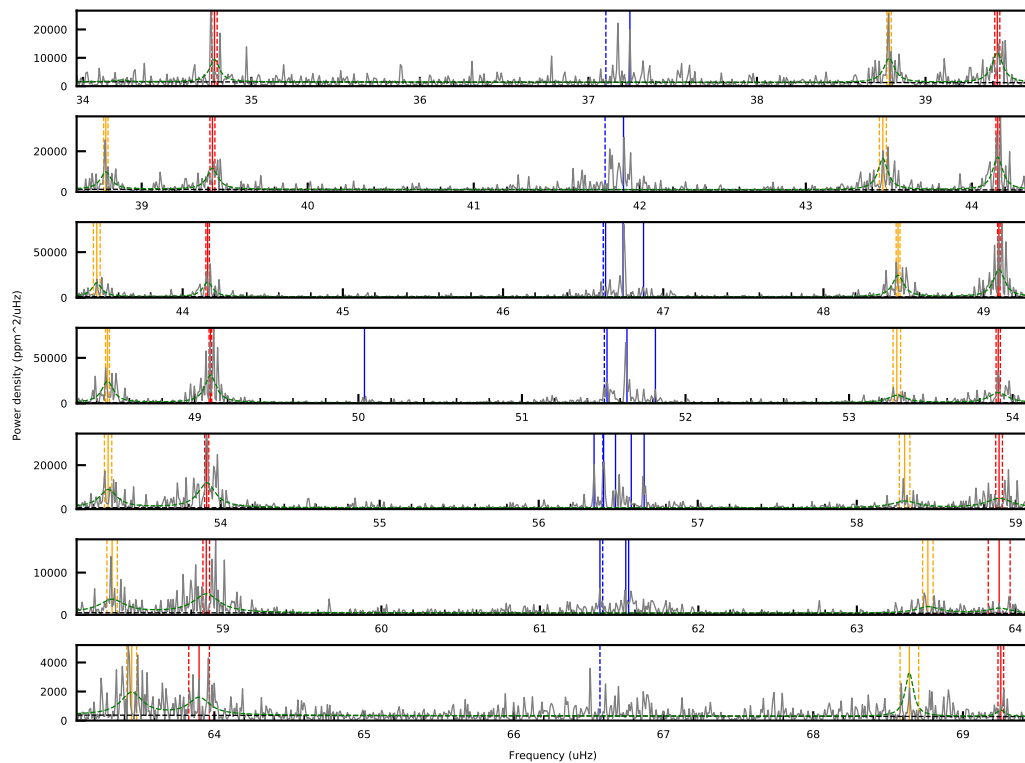 20000
10000
0
34 35 36 37 38 39
20000
0
39 40 41 42 43 44
50000
0
44 45 46 47 48 49
50000
0
49 50 51 52 53 54
Power density (ppm^2/uHz)
20000
0
54 55 56 57 58 59
10000
0
59 60 61 62 63 64
4000
2000
0
64 65 66 67 68 69
Frequency (uHz)